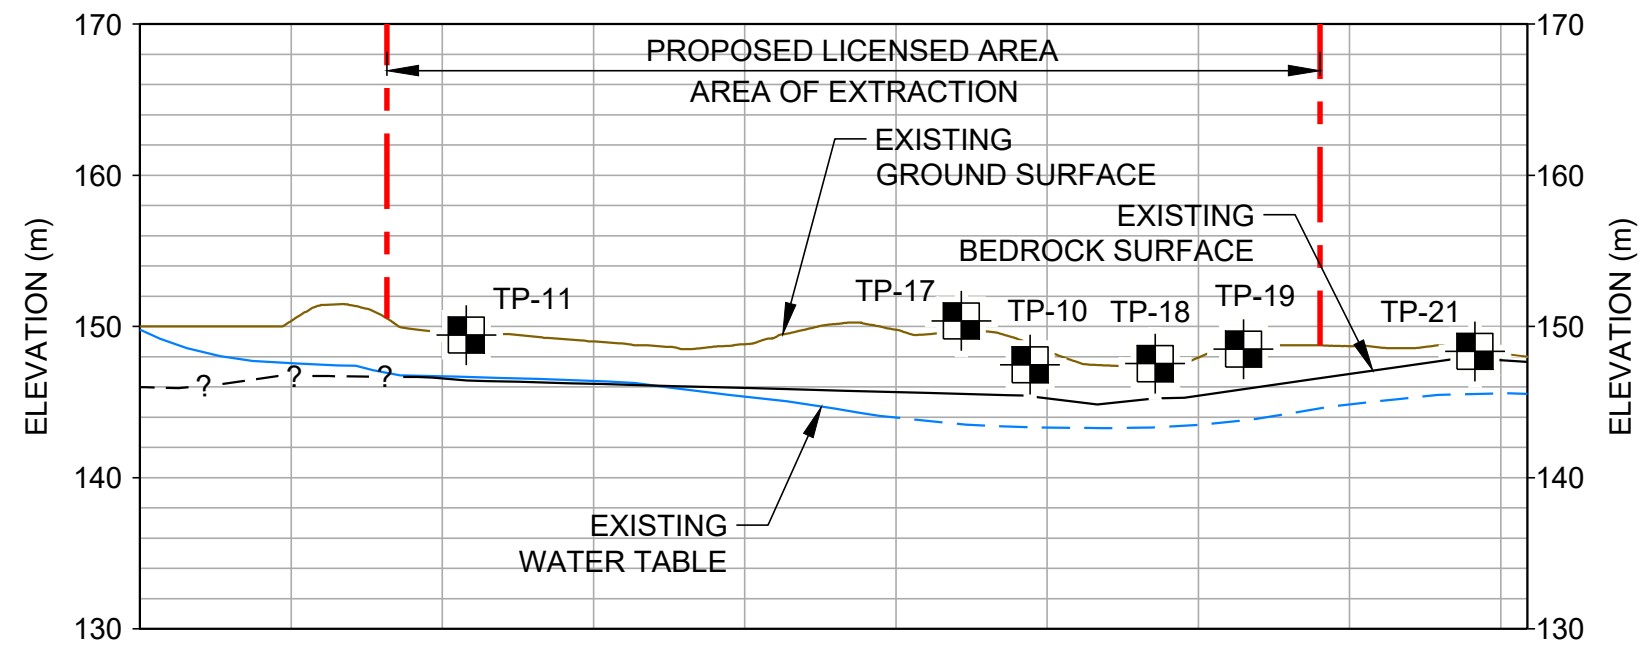 170
170
PROPOSED LICENSED AREA
AREA OF EXTRACTION
EXISTING
GROUND SURFACE
160
160
EXISTING
BEDROCK SURFACE
ELEVATION (m)
ELEVATION (m)
TP-11
TP-17
TP-10
TP-18
TP-19
TP-21
150
150
?
?
?
140
140
EXISTING
WATER TABLE
130
130